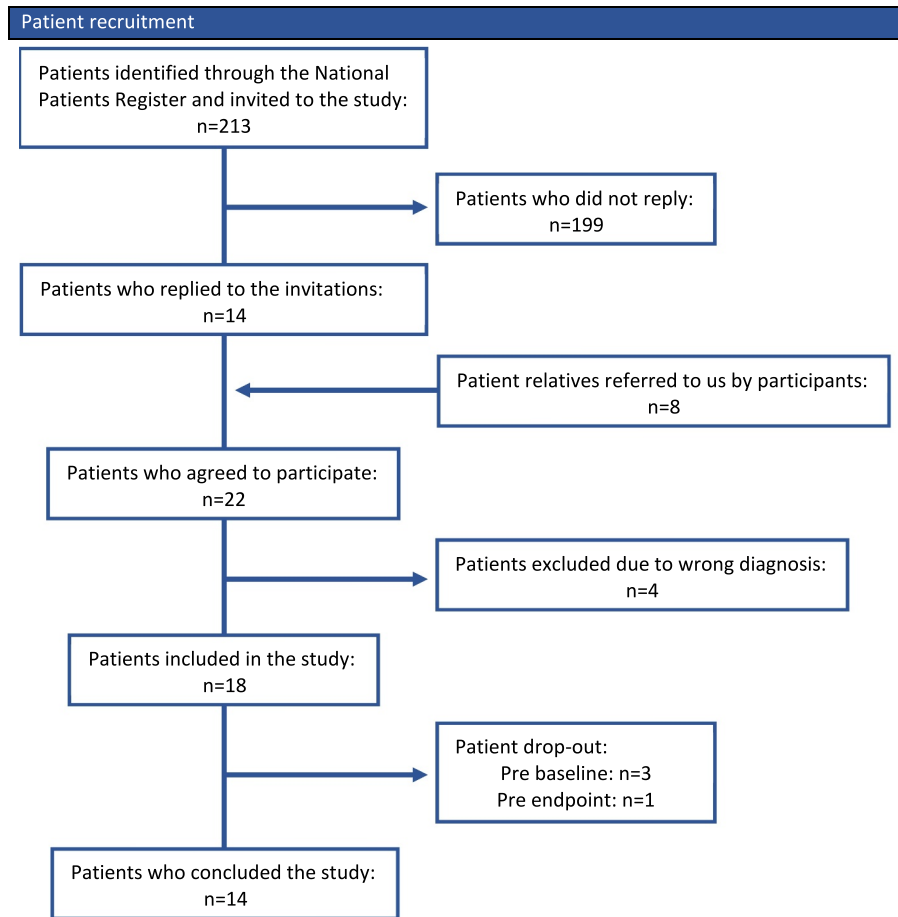 Patient recruitment
Patients identified through the National
Patients Register and invited to the study:
n=213
Patients who did not reply:
n=199
Patients who replied to the invitations:
n=14
Patient relatives referred to us by participants:
n=8
Patients who agreed to participate:
n=22
Patients excluded due to wrong diagnosis:
n=4
Patients included in the study:
n=18
Patient drop-out:
Pre baseline: n=3
Pre endpoint: n=1
Patients who concluded the study:
n=14